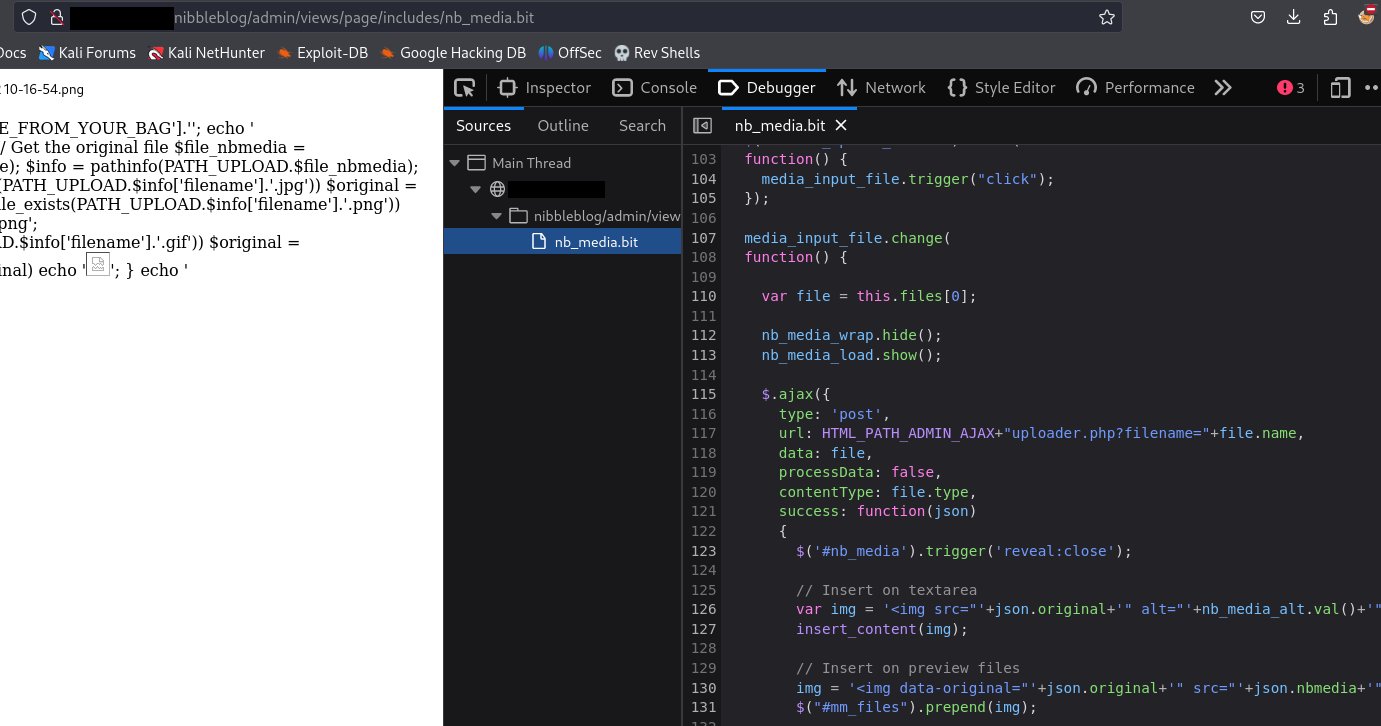 nibbleblog/admin/views/page/includes/nb_media.bit
Docs Kali Forums Kali NetHunter Exploit-DB Google Hacking DB OffSec Rev Shells
10-16-54.png
E_FROM_YOUR_BAG'].''; echo '
/ Get the original file $file_nbmedia =
e); $info = pathinfo(PATH_UPLOAD.$file_nbmedia);
(PATH_UPLOAD.$info['filename'].'.jpg')) $original =
le_exists(PATH_UPLOAD.$info['filename'].'.png'))
png';
D.$info['filename'].'.gif')) $original =
inal) echo ''; } echo '
Inspector Console Debugger Network Style Editor Performance 3
Sources Outline Search
Main Thread
nibbleblog/admin/view
nb_media.bit
nb_media.bit
103 function() {
104 media_input_file.trigger("click");
105 });
106
107 media_input_file.change(
108 function() {
109
110 var file = this.files[0];
111
112 nb_media_wrap.hide();
113 nb_media_load.show();
114
115 $.ajax({
116 type: 'post',
117 url: HTML_PATH_ADMIN_AJAX+"uploader.php?filename="+file.name,
118 data: file,
119 processData: false,
120 contentType: file.type,
121 success: function(json)
122 {
123 $('#nb_media').trigger('reveal:close');
124
125 // Insert on textarea
126 var img = '<img src="'+json.original+'" alt="'+nb_media_alt.val()+'"
127 insert_content(img);
128
129 // Insert on preview files
130 img = '<img data-original="'+json.original+'" src="'+json.nbmedia+'"
131 $("#mm_files").prepend(img);